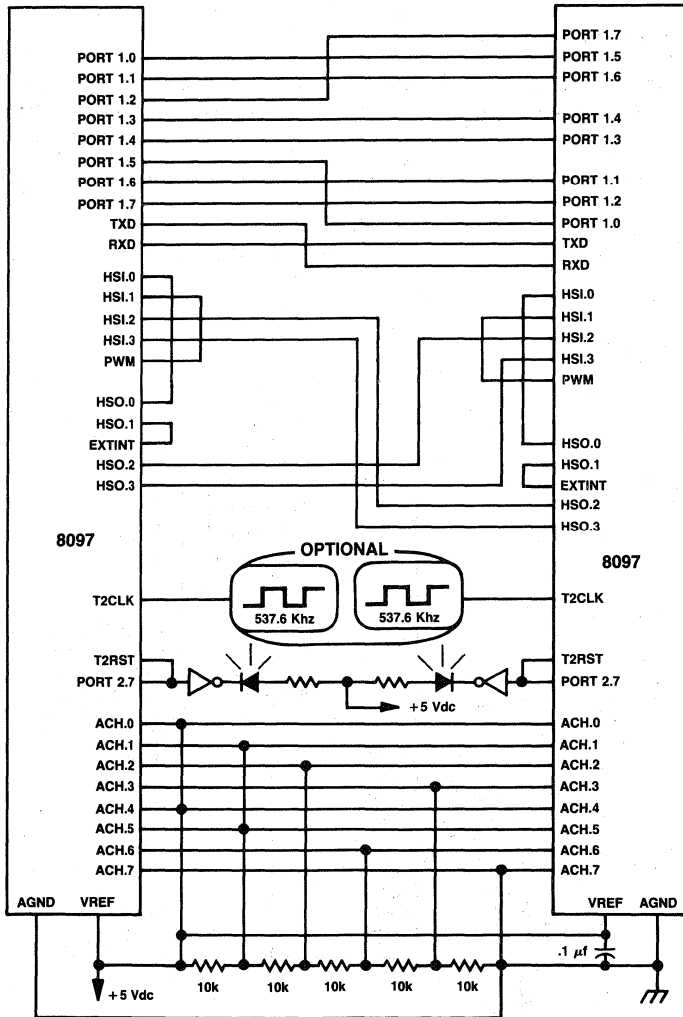 PORT 1.0
PORT 1.1
PORT 1.2
PORT 1.3
PORT 1.4
PORT 1.5
PORT 1.6
PORT 1.7
TXD
RXD
HSI.0
HSI.1
HSI.2
HSI.3
PWM
HSO.0
HSO.1
EXTINT
HSO.2
HSO.3
8097
T2CLK
T2RST
PORT 2.7
ACH.0
ACH.1
ACH.2
ACH.3
ACH.4
ACH.5
ACH.6
ACH.7
AGND VREF
OPTIONAL
537.6 Khz 537.6 Khz
+5 Vdc
PORT 1.7
PORT 1.5
PORT 1.6
PORT 1.4
PORT 1.3
PORT 1.1
PORT 1.2
PORT 1.0
TXD
RXD
HSI.0
HSI.1
HSI.2
HSI.3
PWM
HSO.0
HSO.1
EXTINT
HSO.2
HSO.3
8097
T2CLK
T2RST
PORT 2.7
ACH.0
ACH.1
ACH.2
ACH.3
ACH.4
ACH.5
ACH.6
ACH.7
VREF AGND
.1 µf
+5 Vdc
10k 10k 10k 10k 10k